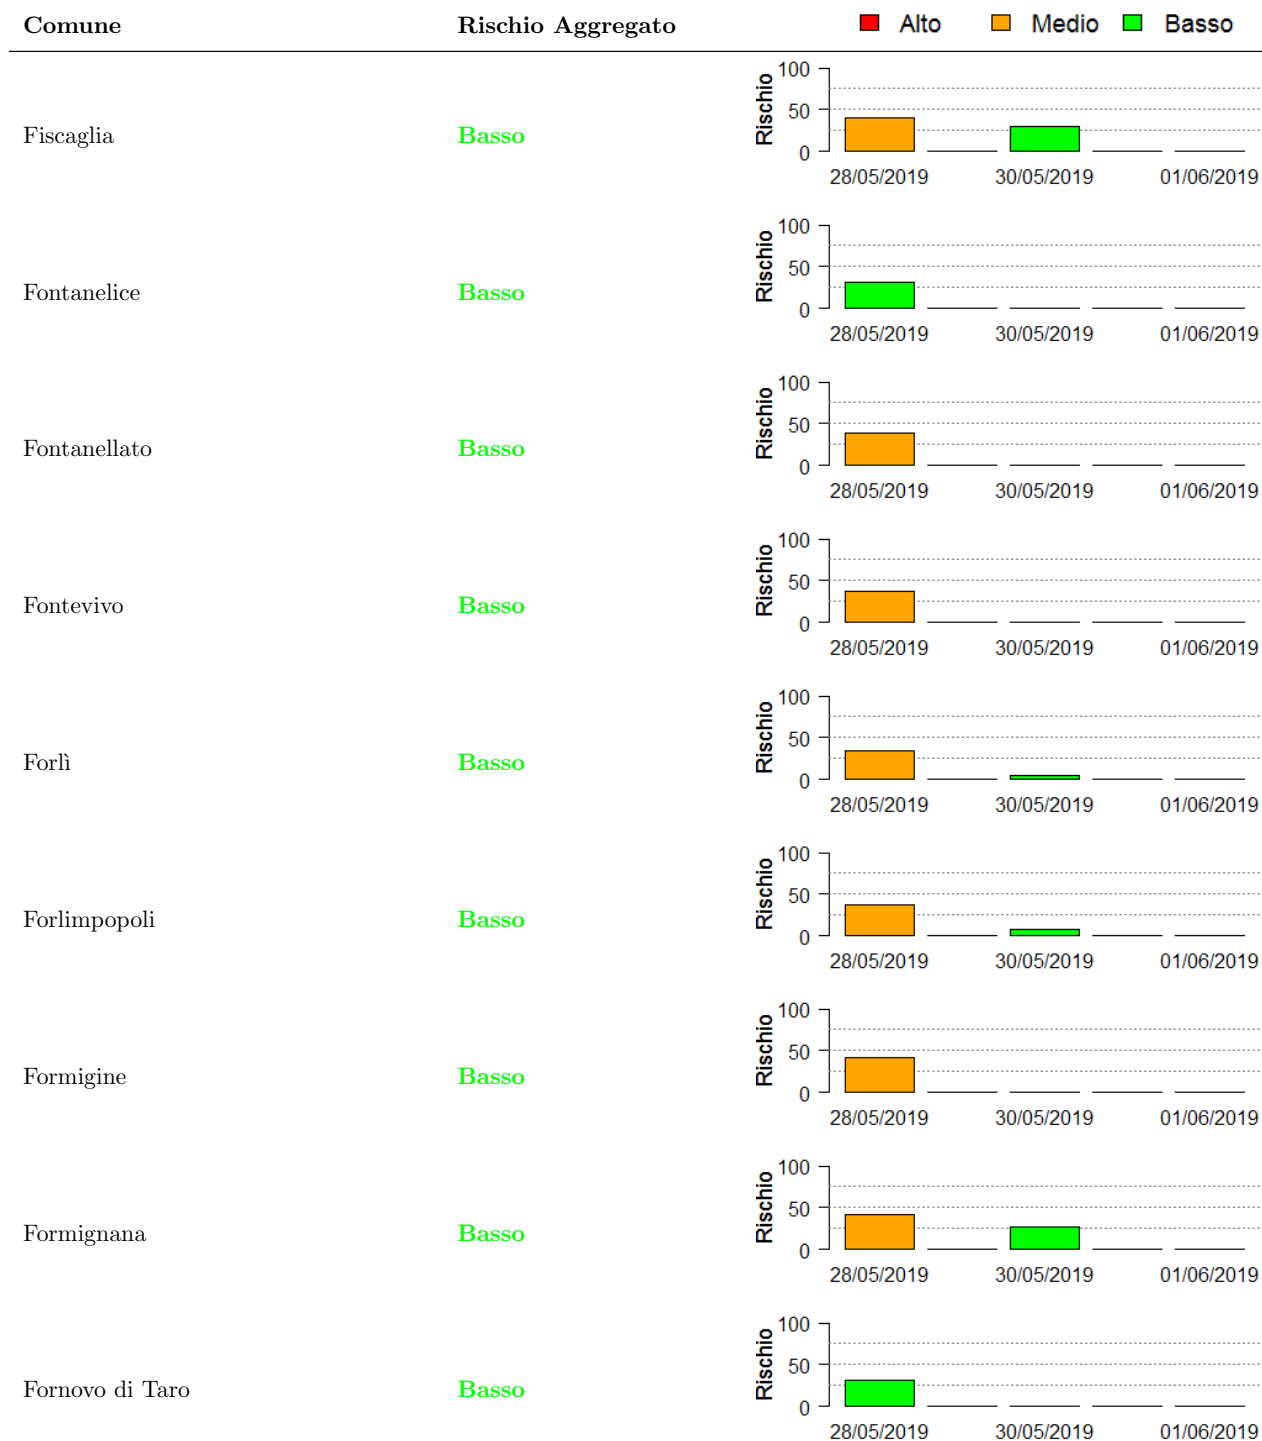 Comune Rischio Aggregato Alto Medio Basso
Fiscaglia Basso Rischio 100 50 0
28/05/2019 30/05/2019 01/06/2019
Fontanelice Basso Rischio 100 50 0
28/05/2019 30/05/2019 01/06/2019
Fontanellato Basso Rischio 100 50 0
28/05/2019 30/05/2019 01/06/2019
Fontevivo Basso Rischio 100 50 0
28/05/2019 30/05/2019 01/06/2019
Forlì Basso Rischio 100 50 0
28/05/2019 30/05/2019 01/06/2019
Forlimpopoli Basso Rischio 100 50 0
28/05/2019 30/05/2019 01/06/2019
Formigine Basso Rischio 100 50 0
28/05/2019 30/05/2019 01/06/2019
Formignana Basso Rischio 100 50 0
28/05/2019 30/05/2019 01/06/2019
Fornovo di Taro Basso Rischio 100 50 0
28/05/2019 30/05/2019 01/06/2019